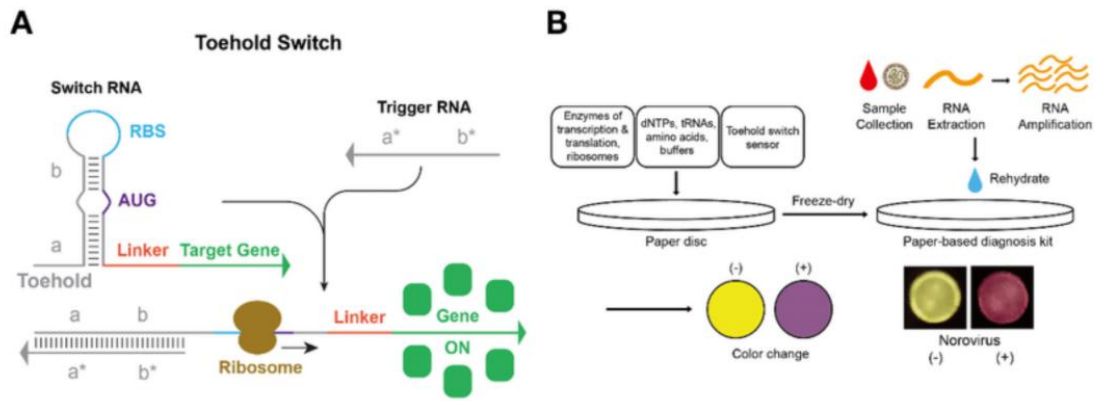 A
Toehold Switch
Switch RNA
RBS
b
AUG
a
Linker
Target Gene
Toehold
Trigger RNA
a*
b*
a
b
Linker
Gene
ON
a*
b*
Ribosome
B
Enzymes of
transcription &
translation,
ribosomes
dNTPs, tRNAs,
amino acids,
buffers
Toehold switch
sensor
Sample
Collection
RNA
Extraction
RNA
Amplification
Rehydrate
Freeze-dry
Paper disc
Paper-based diagnosis kit
(-)
(+)
Color change
Norovirus
(-)
(+)